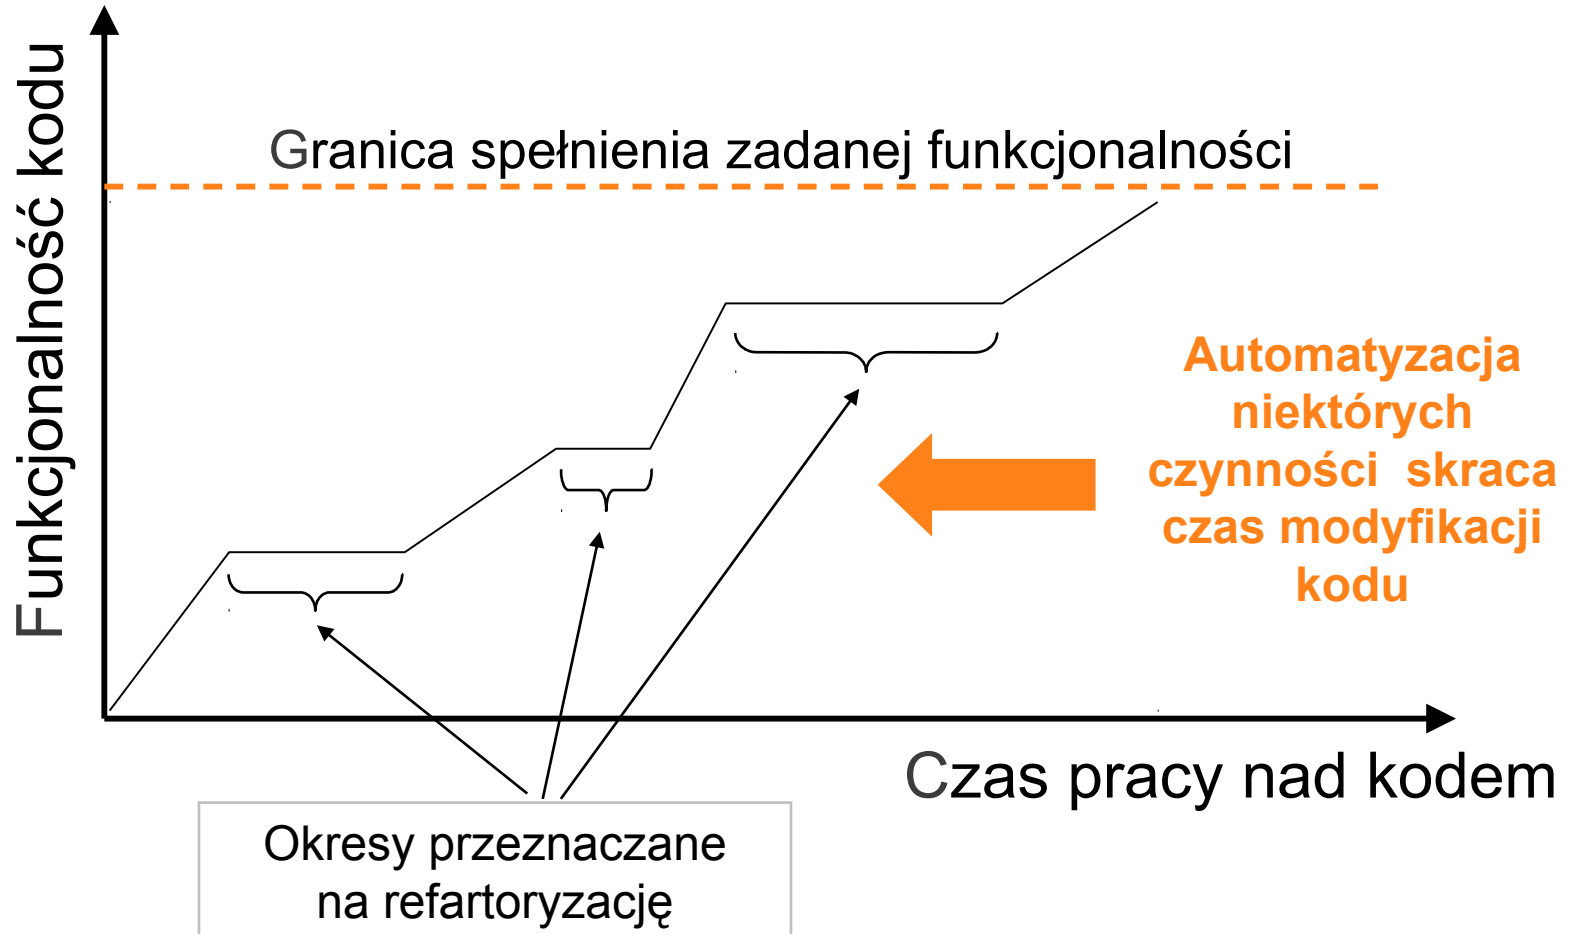 Funkcjonalność kodu
Granica spełnienia zadanej funkcjonalności
Automatyzacja
niektórych
czynności  skraca
czas modyfikacji
kodu
Czas pracy nad kodem
Okresy przeznaczane
na refartoryzację